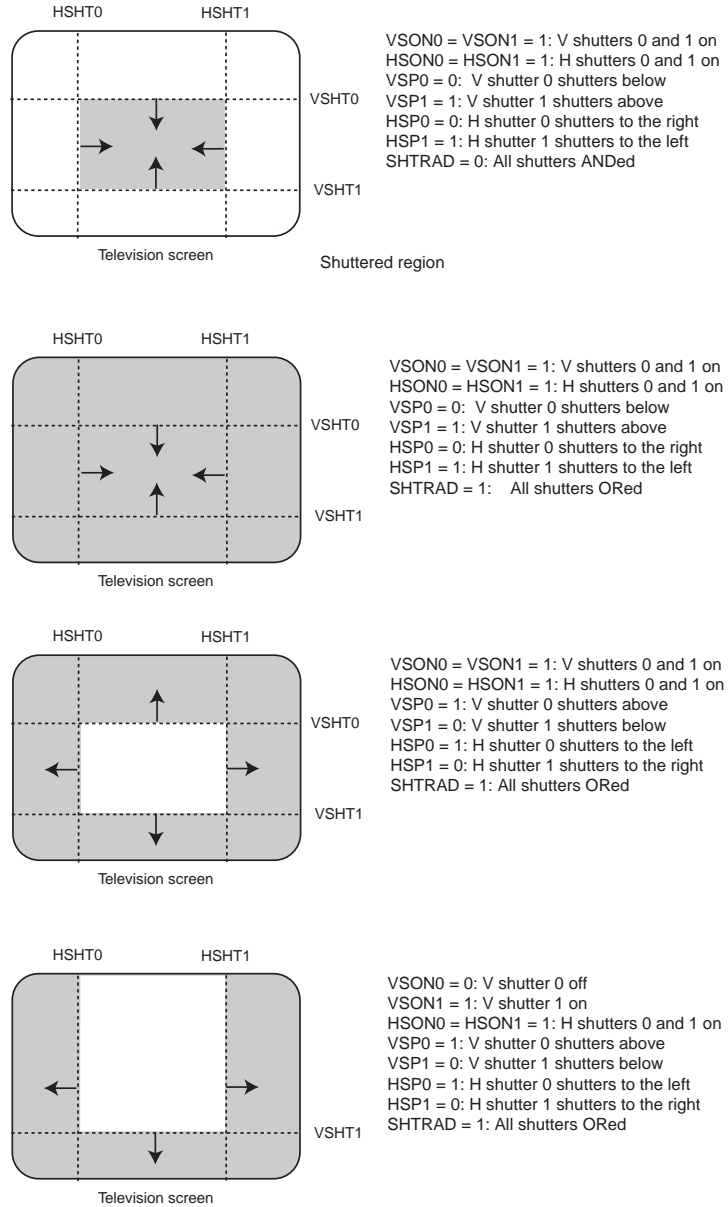 HSHT0 HSHT1
VSON0 = VSON1 = 1: V shutters 0 and 1 on
HSON0 = HSON1 = 1: H shutters 0 and 1 on
VSP0 = 0: V shutter 0 shutters below
VSHT0
VSP1 = 1: V shutter 1 shutters above
HSP0 = 0: H shutter 0 shutters to the right
HSP1 = 1: H shutter 1 shutters to the left
SHTRAD = 0: All shutters ANDed
VSHT1
Television screen
Shuttered region
HSHT0 HSHT1
VSON0 = VSON1 = 1: V shutters 0 and 1 on
HSON0 = HSON1 = 1: H shutters 0 and 1 on
VSP0 = 0: V shutter 0 shutters below
VSHT0
VSP1 = 1: V shutter 1 shutters above
HSP0 = 0: H shutter 0 shutters to the right
HSP1 = 1: H shutter 1 shutters to the left
SHTRAD = 1: All shutters ORed
VSHT1
Television screen
HSHT0 HSHT1
VSON0 = VSON1 = 1: V shutters 0 and 1 on
HSON0 = HSON1 = 1: H shutters 0 and 1 on
VSP0 = 1: V shutter 0 shutters above
VSHT0
VSP1 = 0: V shutter 1 shutters below
HSP0 = 1: H shutter 0 shutters to the left
HSP1 = 0: H shutter 1 shutters to the right
SHTRAD = 1: All shutters ORed
VSHT1
Television screen
HSHT0 HSHT1
VSON0 = 0: V shutter 0 off
VSON1 = 1: V shutter 1 on
HSON0 = HSON1 = 1: H shutters 0 and 1 on
VSP0 = 1: V shutter 0 shutters above
VSP1 = 0: V shutter 1 shutters below
HSP0 = 1: H shutter 0 shutters to the left
HSP1 = 0: H shutter 1 shutters to the right
SHTRAD = 1: All shutters ORed
VSHT1
Television screen